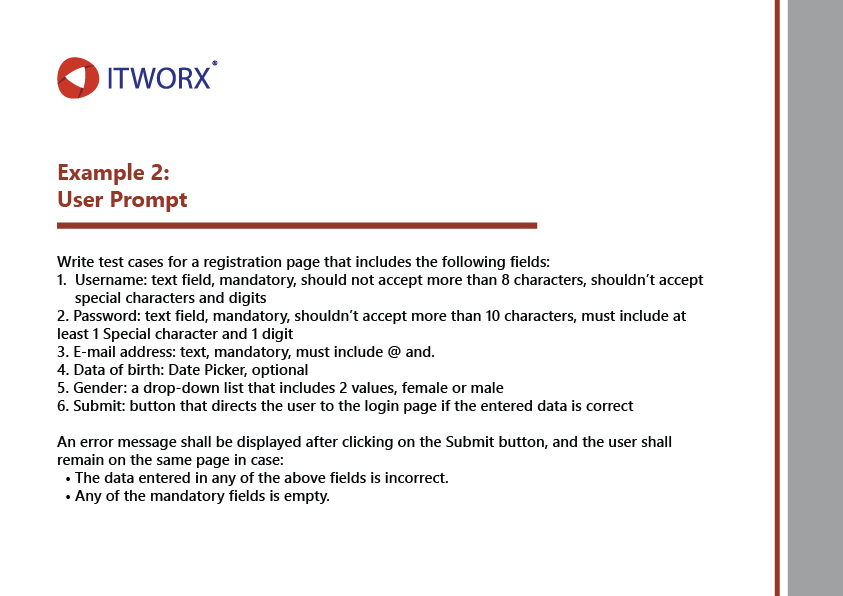 ITWORX®
Example 2:
User Prompt
Write test cases for a registration page that includes the following fields:
1. Username: text field, mandatory, should not accept more than 8 characters, shouldn’t accept
special characters and digits
2. Password: text field, mandatory, shouldn’t accept more than 10 characters, must include at
least 1 Special character and 1 digit
3. E-mail address: text, mandatory, must include @ and.
4. Data of birth: Date Picker, optional
5. Gender: a drop-down list that includes 2 values, female or male
6. Submit: button that directs the user to the login page if the entered data is correct
An error message shall be displayed after clicking on the Submit button, and the user shall
remain on the same page in case:
• The data entered in any of the above fields is incorrect.
• Any of the mandatory fields is empty.